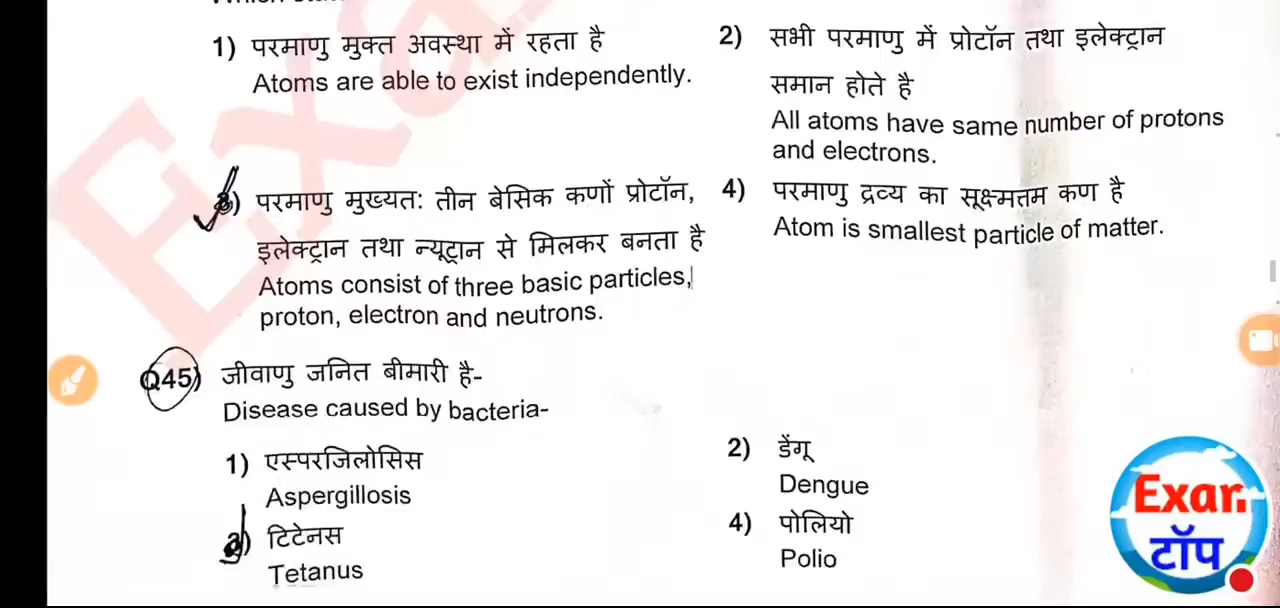 1) परमाणु मुक्त अवस्था में रहता है
Atoms are able to exist independently.
2) सभी परमाणु में प्रोटॉन तथा इलेक्ट्रान
समान होते है
All atoms have same number of protons
and electrons.
3) परमाणु मुख्यत: तीन बेसिक कणों प्रोटॉन,
इलेक्ट्रान तथा न्यूट्रान से मिलकर बनता है
Atoms consist of three basic particles,
proton, electron and neutrons.
4) परमाणु द्रव्य का सूक्ष्मत्तम कण है
Atom is smallest particle of matter.
Q45) जीवाणु जनित बीमारी है-
Disease caused by bacteria-
1) एस्परजिलोसिस
Aspergillosis
2) डेंगू
Dengue
3) टिटेनस
Tetanus
4) पोलियो
Polio
Exam
टॉप